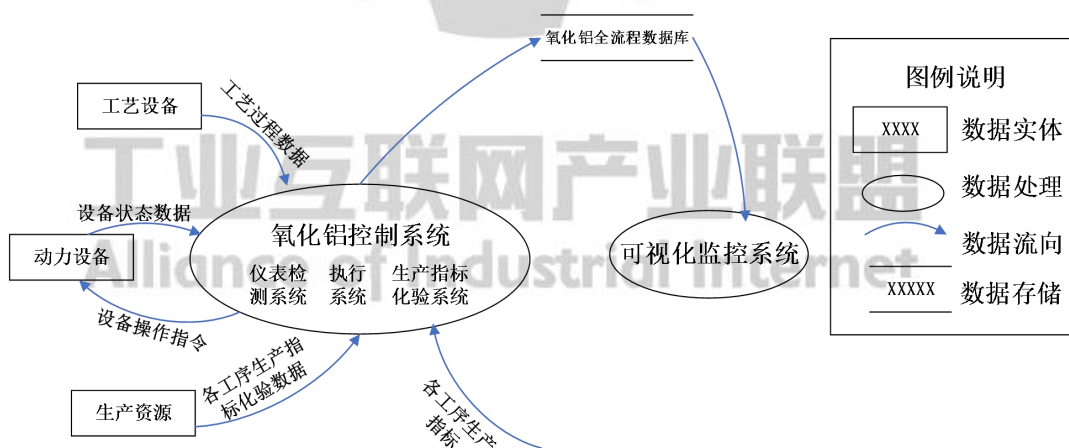 氧化铝全流程数据库
图例说明
XXXX
数据实体
数据处理
数据流向
XXXXX
数据存储
工艺设备
工艺过程数据
工业互联网产业联盟
Alliance of Industrial Internet
设备状态数据
动力设备
氧化铝控制系统
仪表检
测系统
执行
系统
生产指标
化验系统
可视化监控系统
设备操作指令
各工序生产指
标化验数据
生产资源
各工序生产
指标